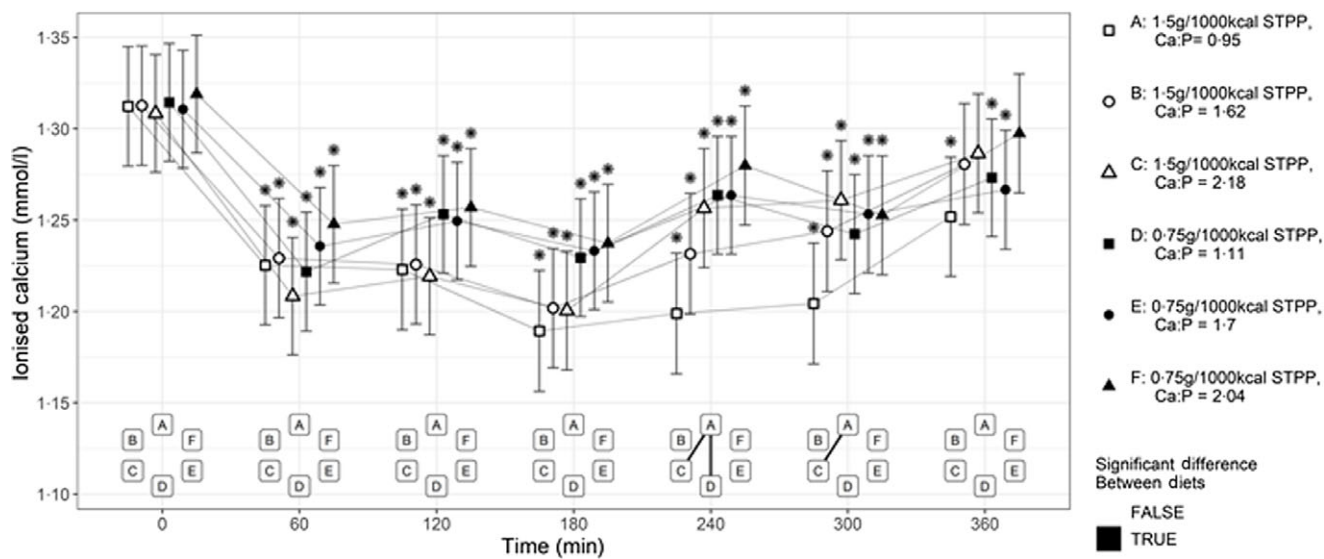 1·35
1·30
1·25
1·20
1·15
1·10
Ionised calcium (mmol/l)
A A A A A A A
B F B F B F B F B F B F B F
C E C E C E C E C E C E C E
D D D D D D D
0 60 120 180 240 300 360
Time (min)
A: 1·5g/1000kcal STPP,
Ca:P= 0·95
B: 1·5g/1000kcal STPP,
Ca:P = 1·62
C: 1·5g/1000kcal STPP,
Ca:P = 2·18
D: 0·75g/1000kcal STPP,
Ca:P = 1·11
E: 0·75g/1000kcal STPP,
Ca:P = 1·7
F: 0·75g/1000kcal STPP,
Ca:P = 2·04
Significant difference
Between diets
FALSE
TRUE